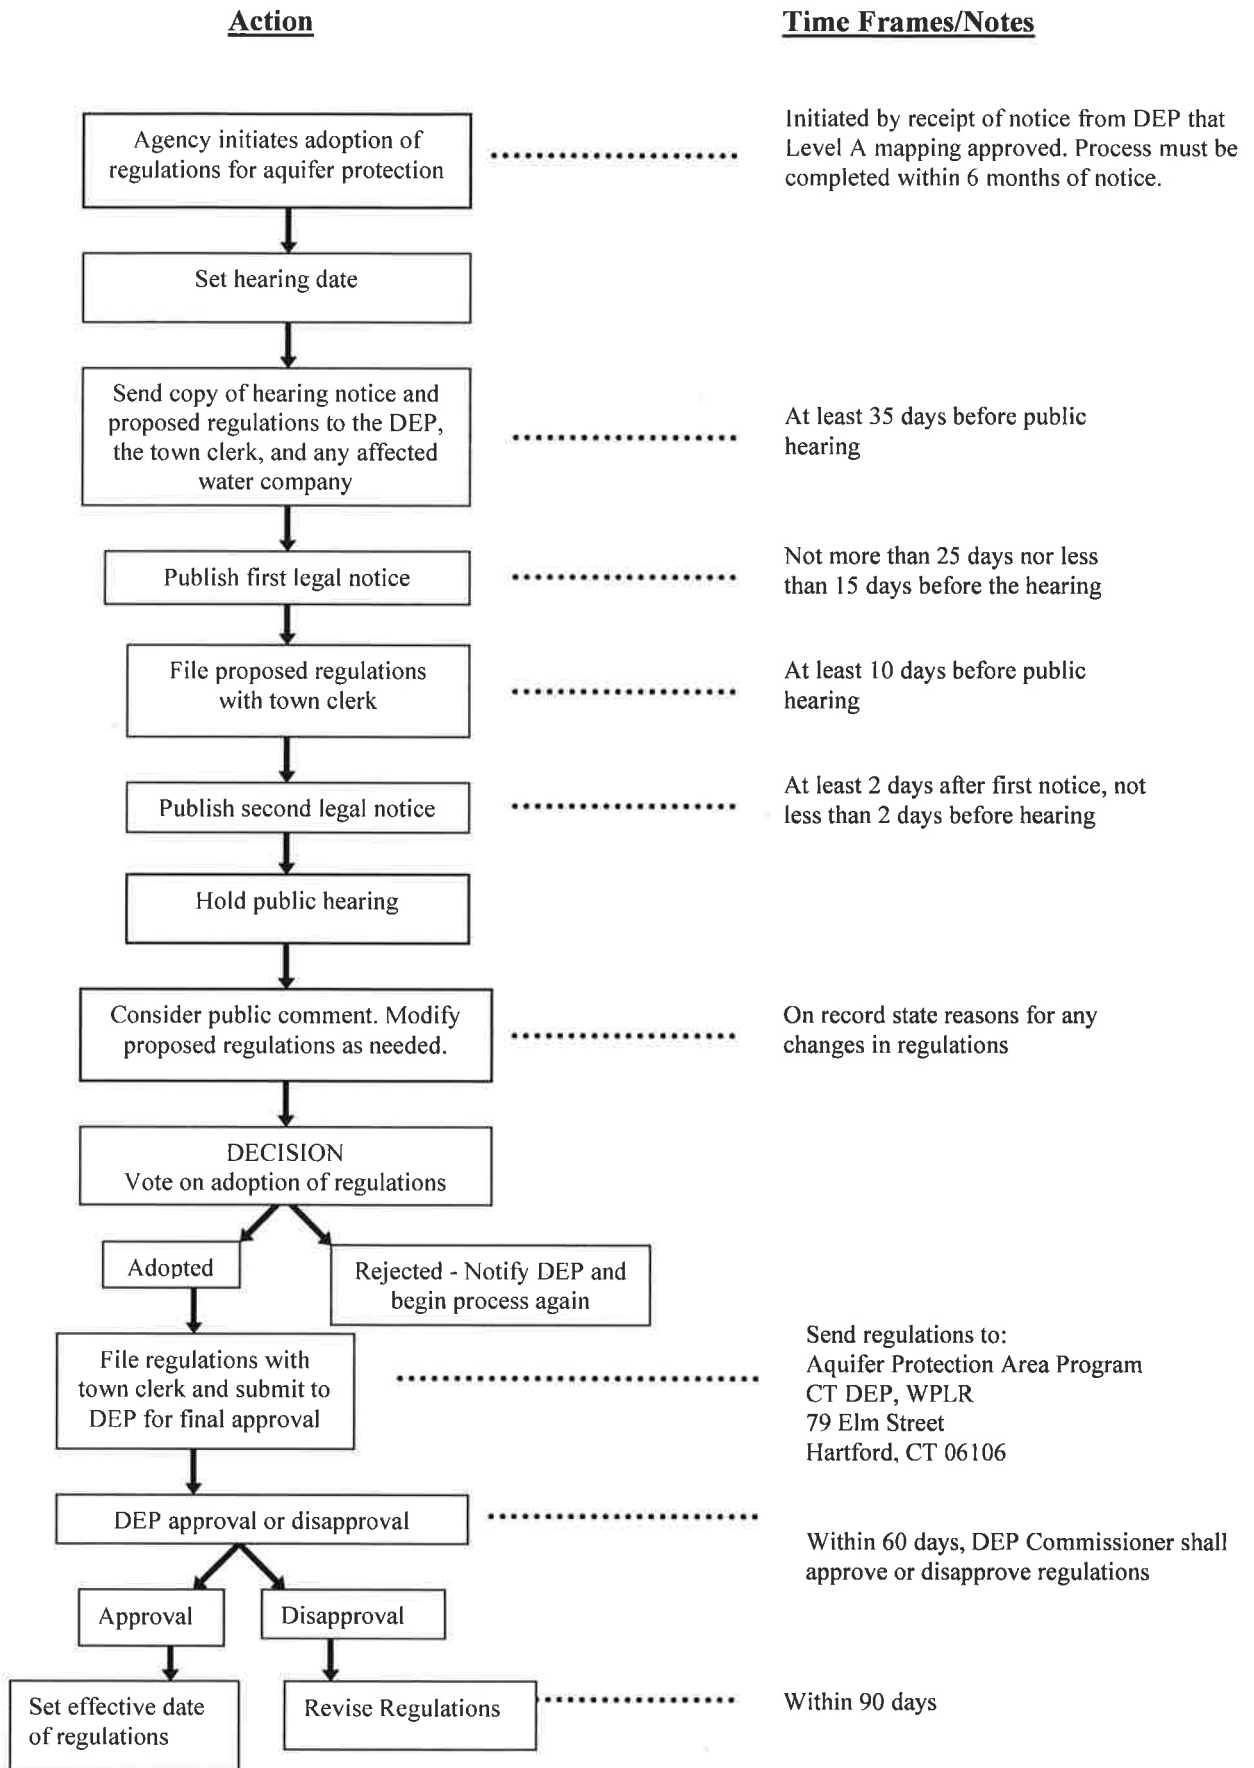 Action
Time Frames/Notes
Agency initiates adoption of
regulations for aquifer protection
Initiated by receipt of notice from DEP that
Level A mapping approved. Process must be
completed within 6 months of notice.
Set hearing date
Send copy of hearing notice and
proposed regulations to the DEP,
the town clerk, and any affected
water company
At least 35 days before public
hearing
Publish first legal notice
Not more than 25 days nor less
than 15 days before the hearing
File proposed regulations
with town clerk
At least 10 days before public
hearing
Publish second legal notice
At least 2 days after first notice, not
less than 2 days before hearing
Hold public hearing
Consider public comment. Modify
proposed regulations as needed.
On record state reasons for any
changes in regulations
DECISION
Vote on adoption of regulations
Adopted
Rejected - Notify DEP and
begin process again
File regulations with
town clerk and submit to
DEP for final approval
Send regulations to:
Aquifer Protection Area Program
CT DEP, WPLR
79 Elm Street
Hartford, CT 06106
DEP approval or disapproval
Within 60 days, DEP Commissioner shall
approve or disapprove regulations
Approval
Disapproval
Set effective date
of regulations
Revise Regulations
Within 90 days